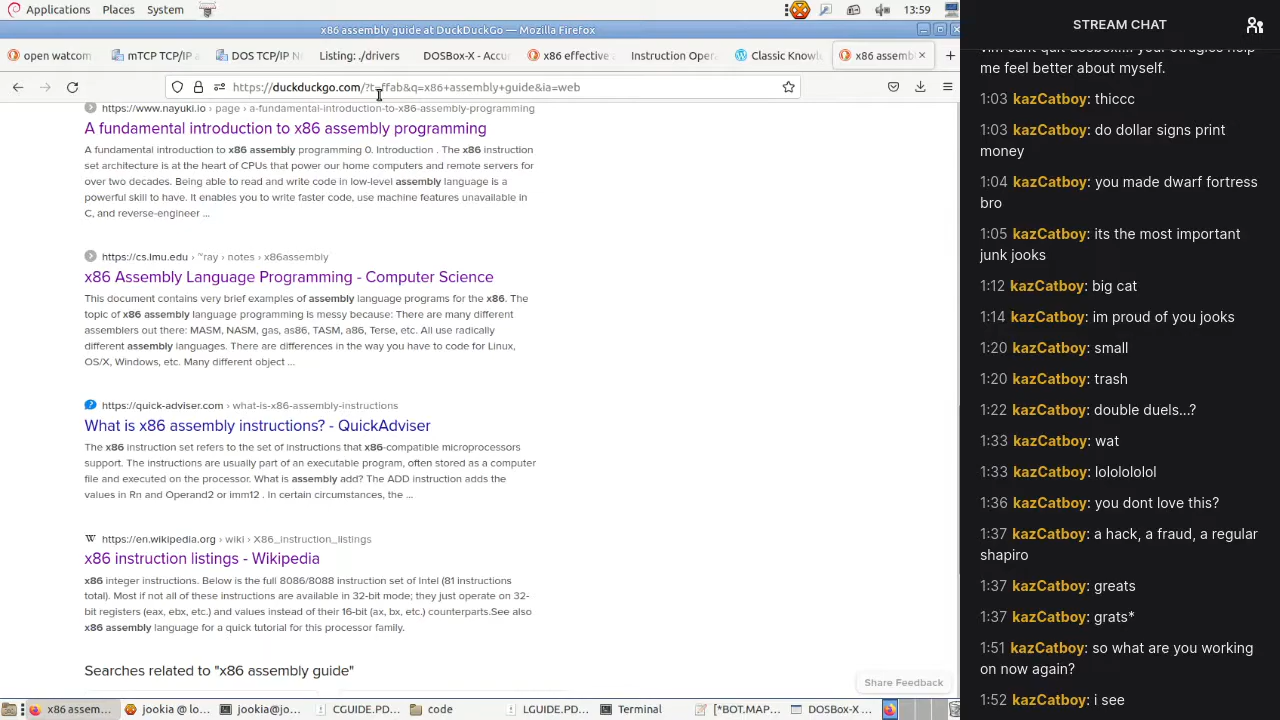 Applications Places System 13:59
x86 assembly guide at DuckDuckGo — Mozilla Firefox
open watcom mTCP TCP/IP DOS TCP/IP N Listing: ./drivers DOSBox-X - Accu x86 effective Instruction Opera Classic Knowl x86 assem
https://duckduckgo.com/?t=ffab&q=x86+assembly+guide&ia=web
https://www.nayuki.io › page › a-fundamental-introduction-to-x86-assembly-programming
A fundamental introduction to x86 assembly programming
A fundamental introduction to x86 assembly programming 0. Introduction . The x86 instruction
set architecture is at the heart of CPUs that power our home computers and remote servers for
over two decades. Being able to read and write code in low-level assembly language is a
powerful skill to have. It enables you to write faster code, use machine features unavailable in
C, and reverse-engineer ...
https://cs.lmu.edu › ~ray › notes › x86assembly
x86 Assembly Language Programming - Computer Science
This document contains very brief examples of assembly language programs for the x86. The
topic of x86 assembly language programming is messy because: There are many different
assemblers out there: MASM, NASM, gas, as86, TASM, a86, Terse, etc. All use radically
different assembly languages. There are differences in the way you have to code for Linux,
OS/X, Windows, etc. Many different object ...
https://quick-adviser.com › what-is-x86-assembly-instructions
What is x86 assembly instructions? - QuickAdviser
The x86 instruction set refers to the set of instructions that x86-compatible microprocessors
support. The instructions are usually part of an executable program, often stored as a computer
file and executed on the processor. What is assembly add? The ADD instruction adds the
values in Rn and Operand2 or imm12 . In certain circumstances, the ...
https://en.wikipedia.org › wiki › X86_instruction_listings
x86 instruction listings - Wikipedia
x86 integer instructions. Below is the full 8086/8088 instruction set of Intel (81 instructions
total). Most if not all of these instructions are available in 32-bit mode; they just operate on 32-
bit registers (eax, ebx, etc.) and values instead of their 16-bit (ax, bx, etc.) counterparts.See also
x86 assembly language for a quick tutorial for this processor family.
Searches related to "x86 assembly guide"
Share Feedback
x86 assem... jookia @ to... jookia@jo... CGUIDE.PD... code LGUIDE.PD... Terminal [*BOT.MAP... DOSBox-X ...
STREAM CHAT
me feel better about myself.
1:03 kazCatboy: thiccc
1:03 kazCatboy: do dollar signs print
money
1:04 kazCatboy: you made dwarf fortress
bro
1:05 kazCatboy: its the most important
junk jooks
1:12 kazCatboy: big cat
1:14 kazCatboy: im proud of you jooks
1:20 kazCatboy: small
1:20 kazCatboy: trash
1:22 kazCatboy: double duels...?
1:33 kazCatboy: wat
1:33 kazCatboy: lolololol​ol
1:36 kazCatboy: you dont love this?
1:37 kazCatboy: a hack, a fraud, a regular
shapiro
1:37 kazCatboy: greats
1:37 kazCatboy: grats*
1:51 kazCatboy: so what are you working
on now again?
1:52 kazCatboy: i see